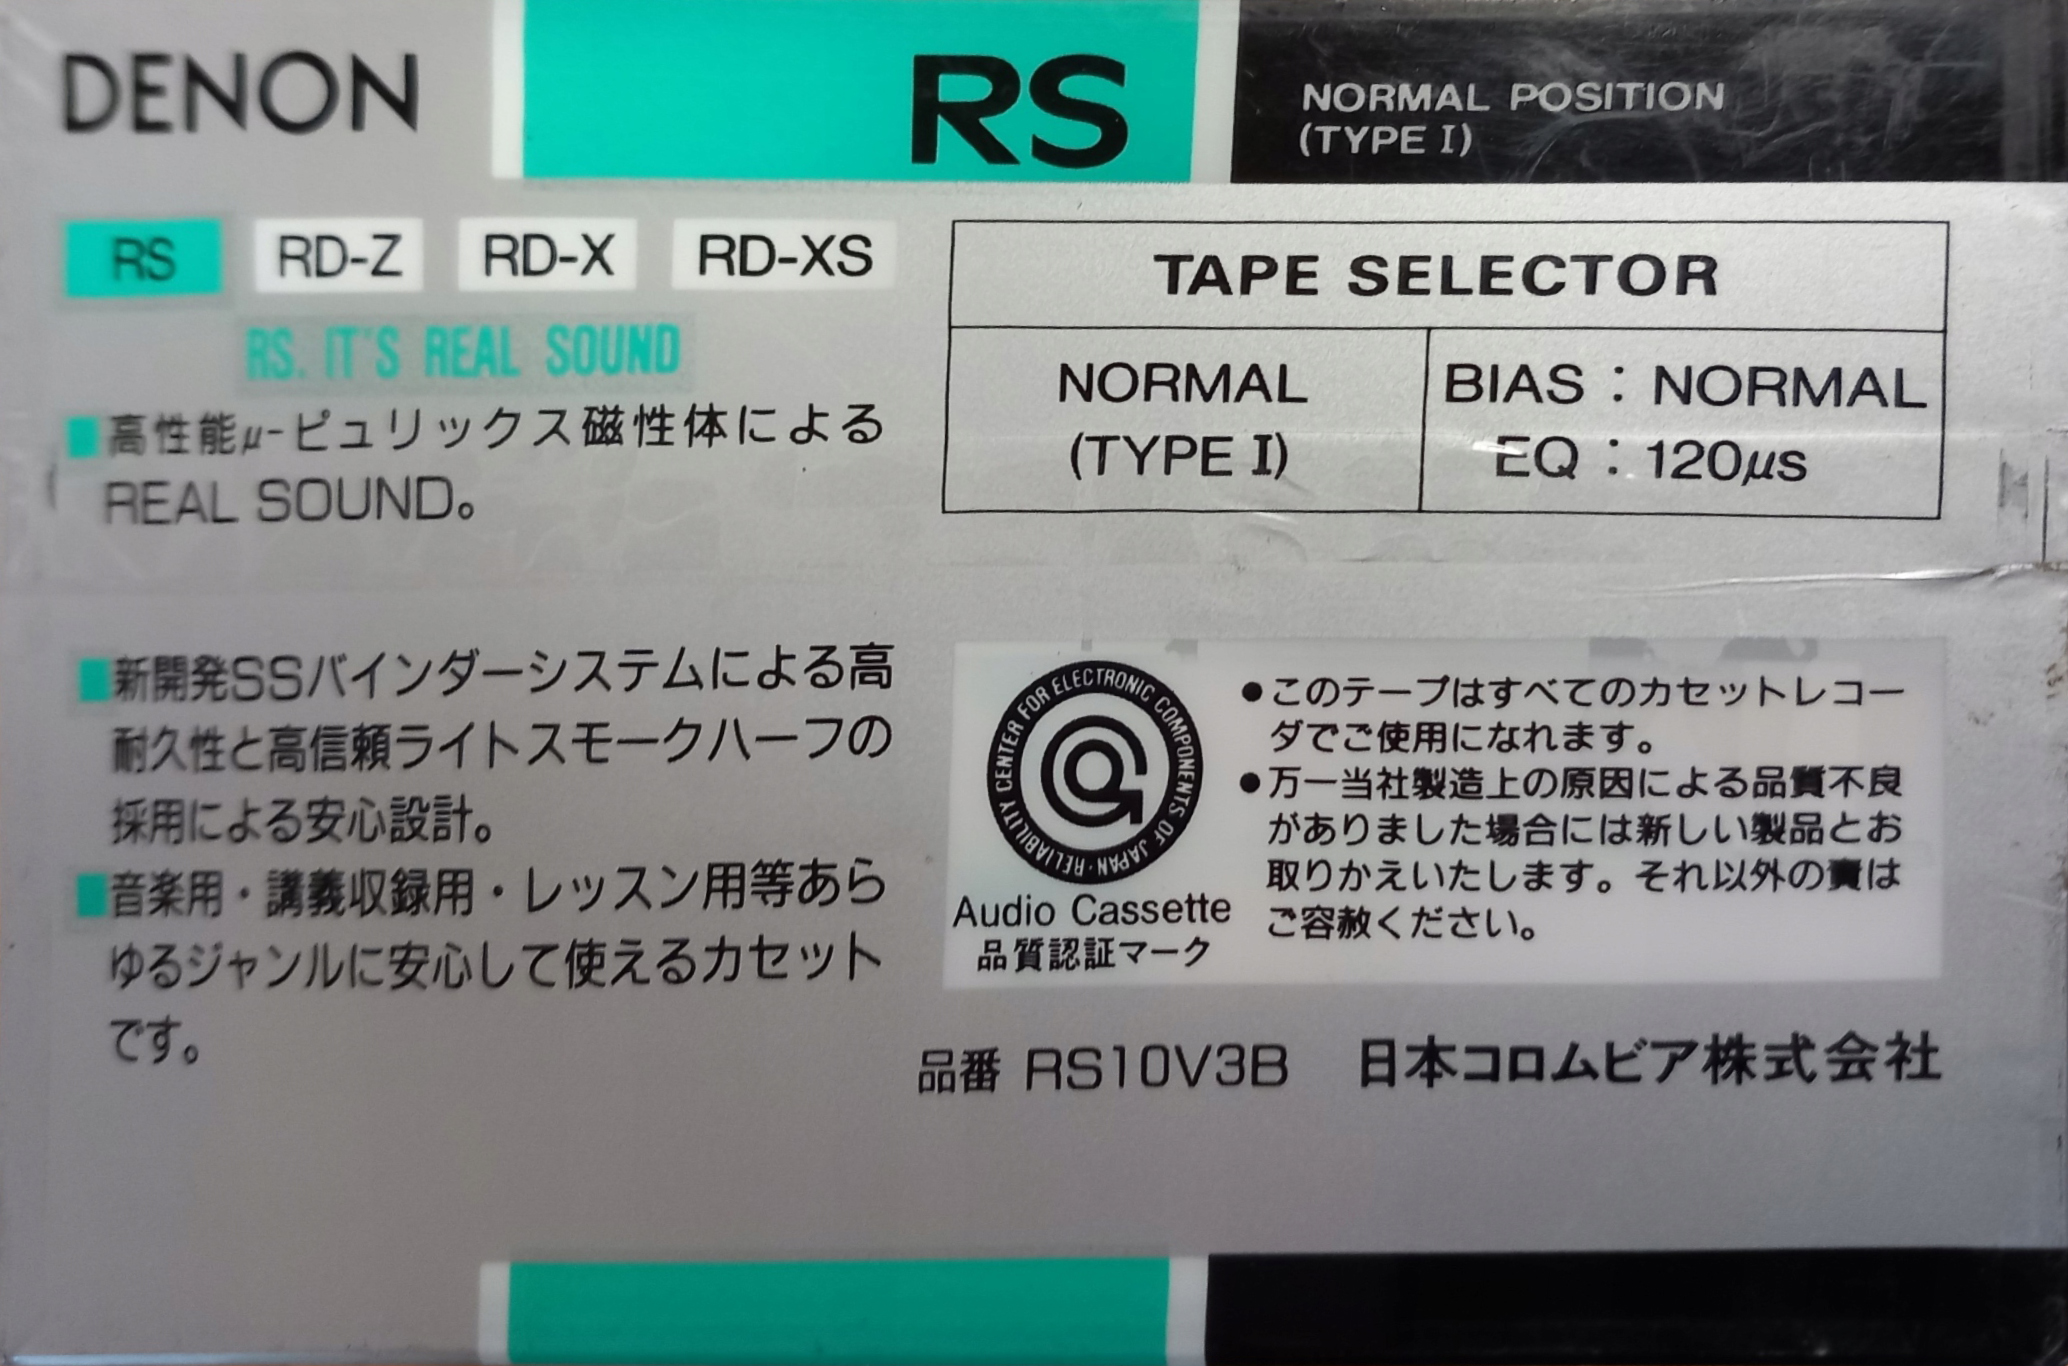 DENON
RS
NORMAL POSITION
(TYPE I)
RS RD-Z RD-X RD-XS
RS. IT'S REAL SOUND
■高性能μ-ピュリックス磁性体による
REAL SOUND。
■新開発SSバインダーシステムによる高
耐久性と高信頼ライトスモークハーフの
採用による安心設計。
■音楽用・講義収録用・レッスン用等あら
ゆるジャンルに安心して使えるカセット
です。
TAPE SELECTOR
NORMAL
(TYPE I)
BIAS : NORMAL
EQ : 120μs
RELIABILITY CENTER FOR ELECTRONIC COMPONENTS OF JAPAN・
Audio Cassette
品質認証マーク
●このテープはすべてのカセットレコー
ダでご使用になれます。
●万一当社製造上の原因による品質不良
がありました場合には新しい製品とお
取りかえいたします。それ以外の責は
ご容赦ください。
品番 RS10V3B 日本コロムビア株式会社